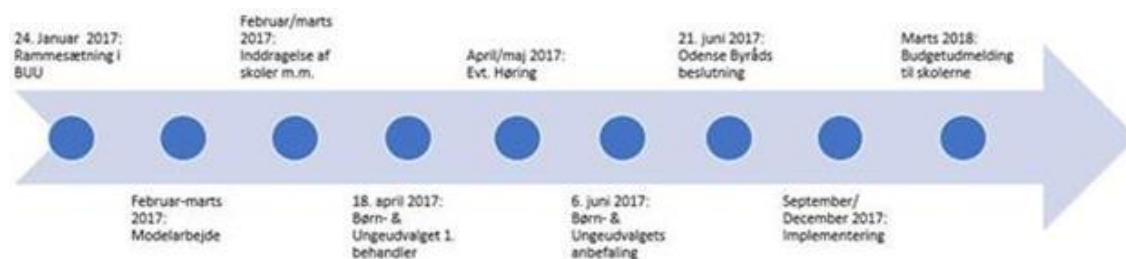 24. Januar 2017:
Rammesætning i
BUU
Februar-marts
2017:
Modelarbejde
Februar/marts
2017:
Inddragelse af
skoler m.m.
18. april 2017:
Børn- &
Ungeudvalget 1.
behandler
April/maj 2017:
Evt. Høring
6. juni 2017:
Børn- &
Ungeudvalgets
anbefaling
21. juni 2017:
Odense Byråds
beslutning
September/
December 2017:
Implementering
Marts 2018:
Budgetudmelding
til skolerne